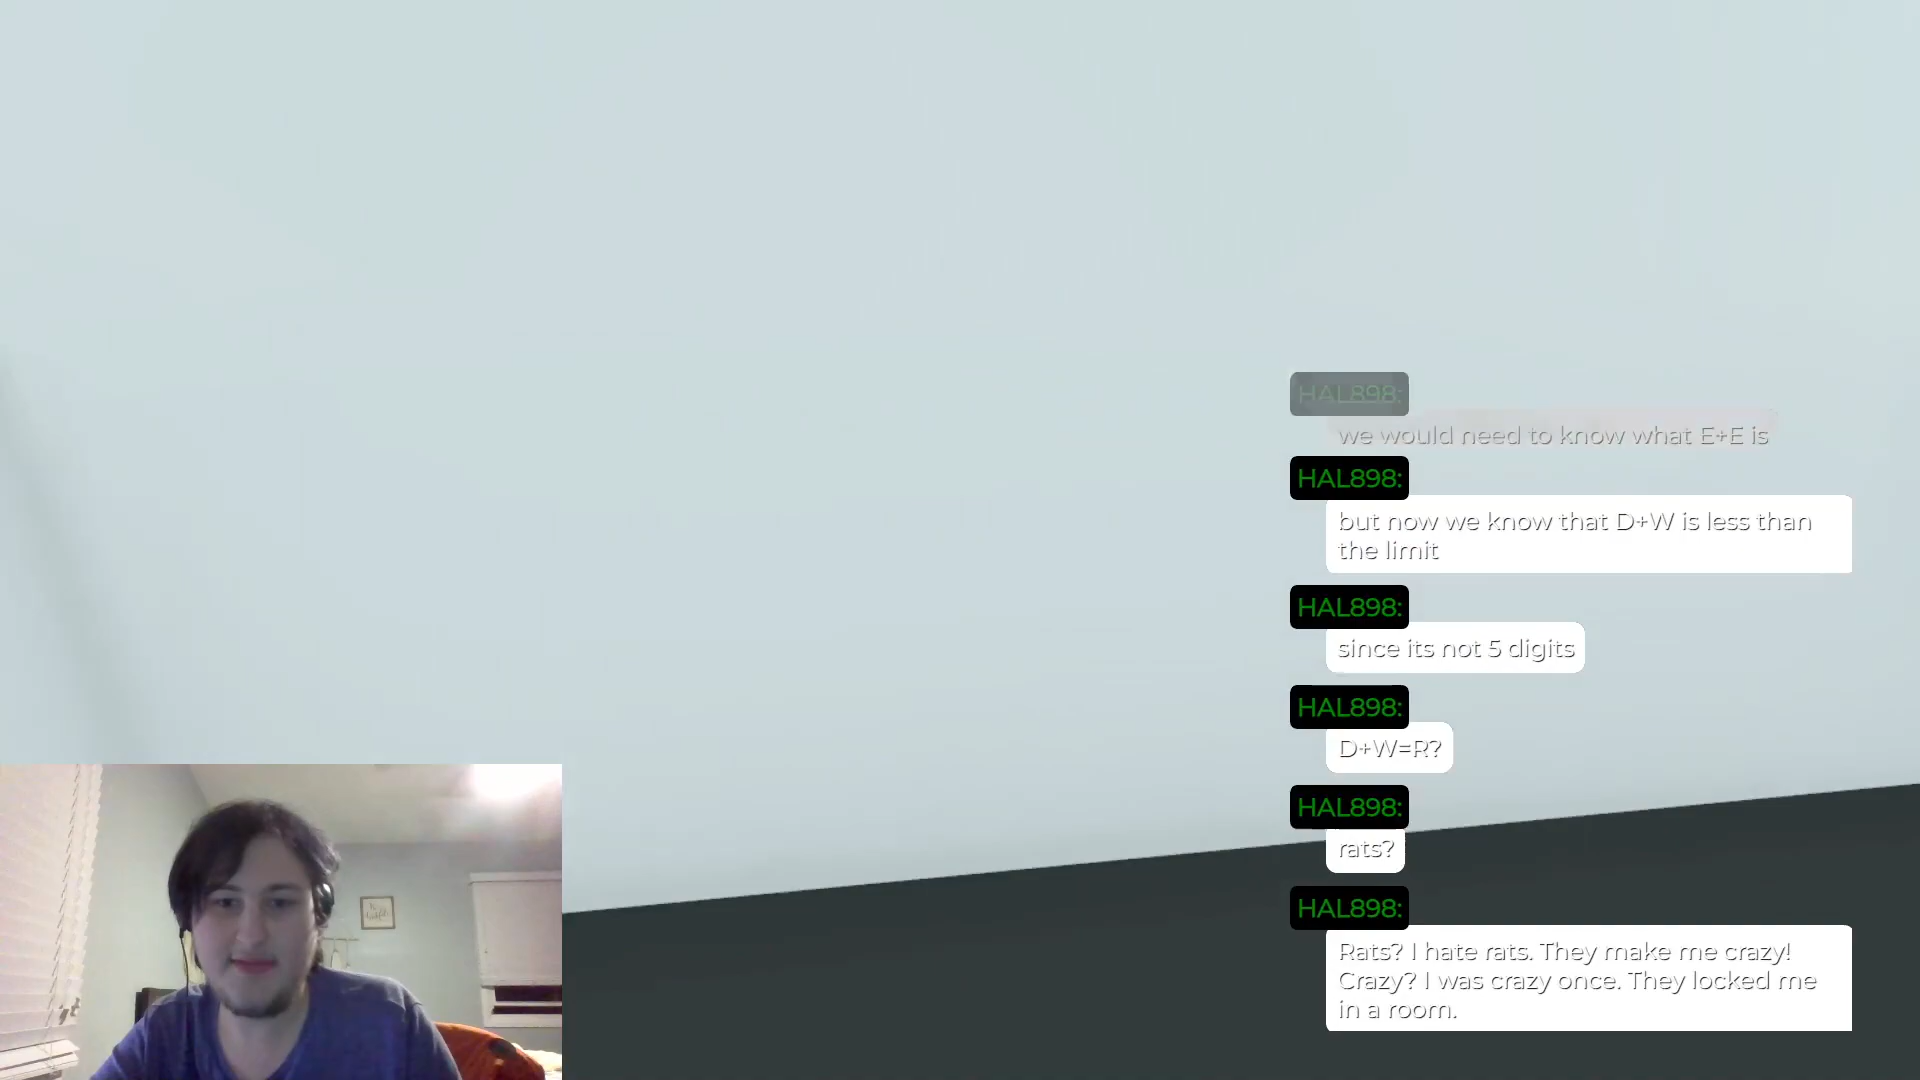 HAL898:
we would need to know what E+E is
HAL898:
but now we know that D+W is less than
the limit
HAL898:
since its not 5 digits
HAL898:
D+W=R?
HAL898:
rats?
HAL898:
Rats? I hate rats. They make me crazy!
Crazy? I was crazy once. They locked me
in a room.